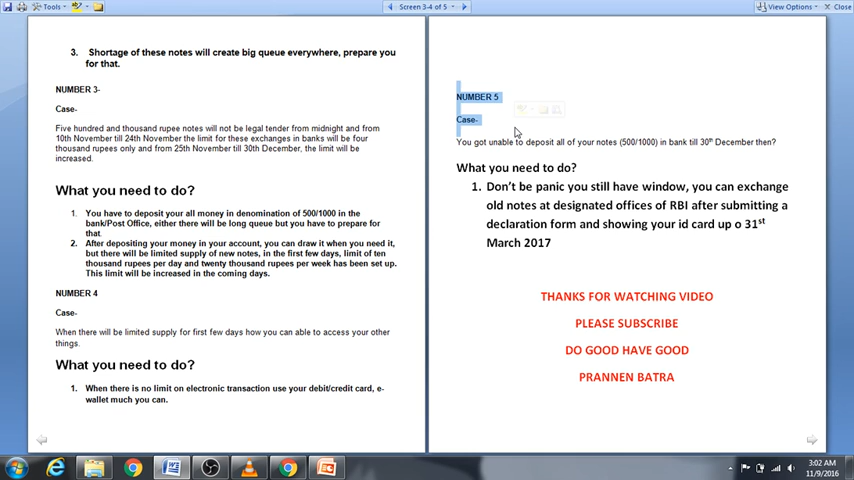 Tools
Screen 3-4 of 5
View Options
Close
3. Shortage of these notes will create big queue everywhere, prepare you
for that.
NUMBER 3-
Case-
Five hundred and thousand rupee notes will not be legal tender from midnight and from
10th November till 24th November the limit for these exchanges in banks will be four
thousand rupees only and from 25th November till 30th December, the limit will be
increased.
What you need to do?
1. You have to deposit your all money in denomination of 500/1000 in the
bank/Post Office, either there will be long queue but you have to prepare for
that.
2. After depositing your money in your account, you can draw it when you need it,
but there will be limited supply of new notes, in the first few days, limit of ten
thousand rupees per day and twenty thousand rupees per week has been set up.
This limit will be increased in the coming days.
NUMBER 4
Case-
When there will be limited supply for first few days how you can able to access your other
things.
What you need to do?
1. When there is no limit on electronic transaction use your debit/credit card, e-
wallet much you can.
NUMBER 5
Case-
You got unable to deposit all of your notes (500/1000) in bank till 30th December then?
What you need to do?
1. Don't be panic you still have window, you can exchange
old notes at designated offices of RBI after submitting a
declaration form and showing your id card up o 31st
March 2017
THANKS FOR WATCHING VIDEO
PLEASE SUBSCRIBE
DO GOOD HAVE GOOD
PRANNEN BATRA
3:02 AM
11/9/2016